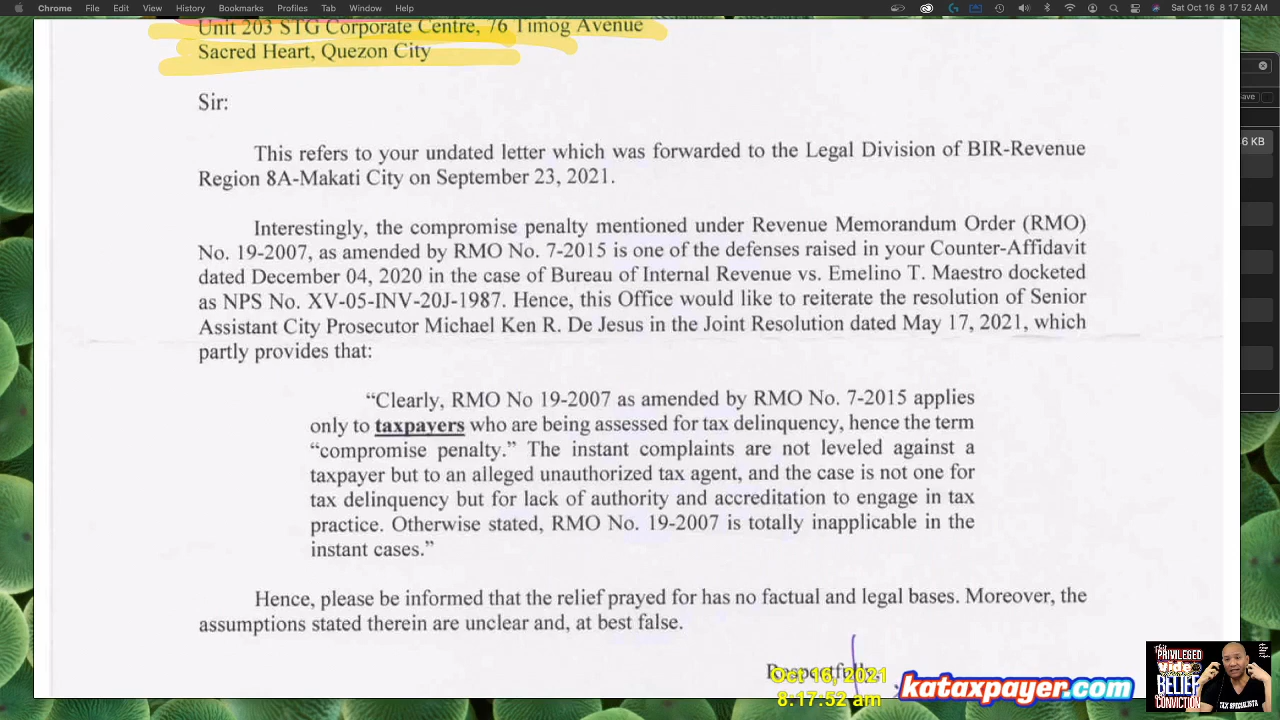 Chrome File Edit View History Bookmarks Profiles Tab Window Help Sat Oct 16 8:17:52 AM
Unit 203 STG Corporate Centre, 76 Timog Avenue
Sacred Heart, Quezon City
ave
6 KB
Sir:
This refers to your undated letter which was forwarded to the Legal Division of BIR-Revenue
Region 8A-Makati City on September 23, 2021.
Interestingly, the compromise penalty mentioned under Revenue Memorandum Order (RMO)
No. 19-2007, as amended by RMO No. 7-2015 is one of the defenses raised in your Counter-Affidavit
dated December 04, 2020 in the case of Bureau of Internal Revenue vs. Emelino T. Maestro docketed
as NPS No. XV-05-INV-20J-1987. Hence, this Office would like to reiterate the resolution of Senior
Assistant City Prosecutor Michael Ken R. De Jesus in the Joint Resolution dated May 17, 2021, which
partly provides that:
“Clearly, RMO No 19-2007 as amended by RMO No. 7-2015 applies
only to taxpayers who are being assessed for tax delinquency, hence the term
“compromise penalty.” The instant complaints are not leveled against a
taxpayer but to an alleged unauthorized tax agent, and the case is not one for
tax delinquency but for lack of authority and accreditation to engage in tax
practice. Otherwise stated, RMO No. 19-2007 is totally inapplicable in the
instant cases.”
Hence, please be informed that the relief prayed for has no factual and legal bases. Moreover, the
assumptions stated therein are unclear and, at best false.
Respectfully,
Oct 16, 2021
8:17:52 am
kataxpayer.com
PRIVILEGED
Video
BELIEF
CONVICTION
TAX SPECIALISTA